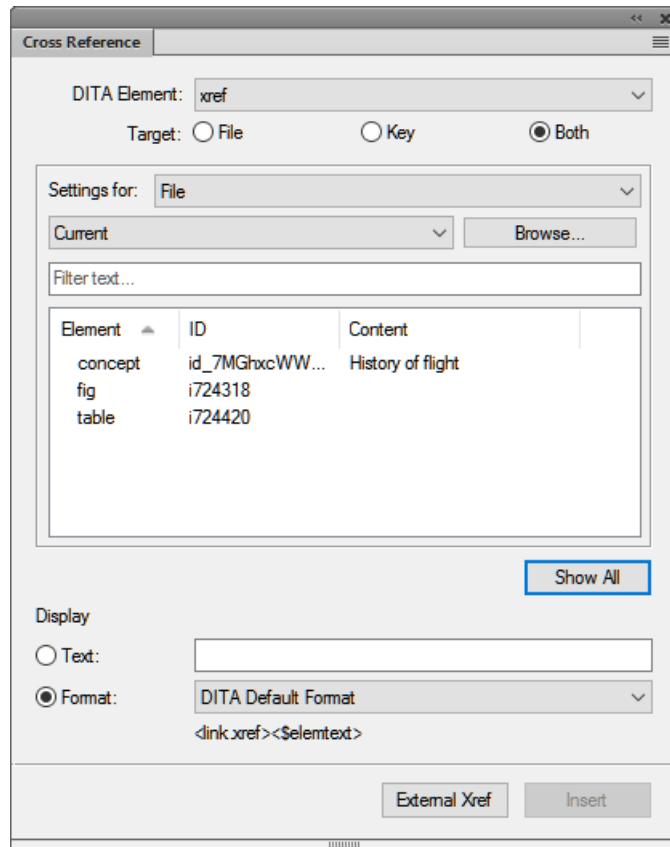 Cross Reference
DITA Element: xref
Target: File Key Both
Settings for: File
Current Browse...
Filter text...
Element ID Content
concept id_7MGhxcWW... History of flight
fig i724318
table i724420
Show All
Display
Text:
Format: DITA Default Format
<link.xref><$elemtext>
External Xref Insert